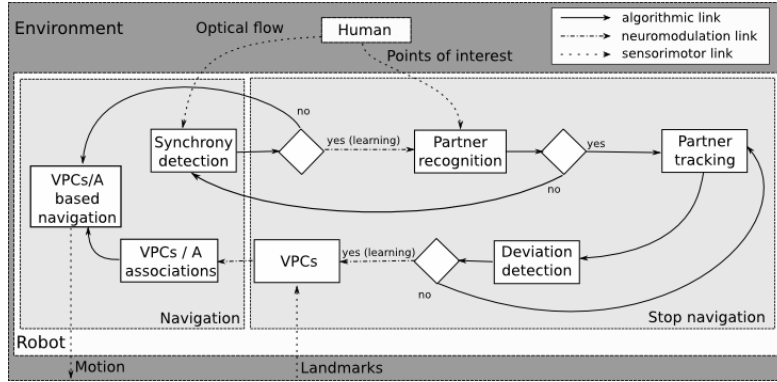 Environment
Optical flow
Human
Points of interest
algorithmic link
neuromodulation link
sensorimotor link
no
Synchrony
detection
yes (learning)
Partner
recognition
yes
no
Partner
tracking
VPCs/A
based
navigation
VPCs / A
associations
VPCs
yes (learning)
no
Deviation
detection
Navigation
Stop navigation
Robot
Motion
Landmarks